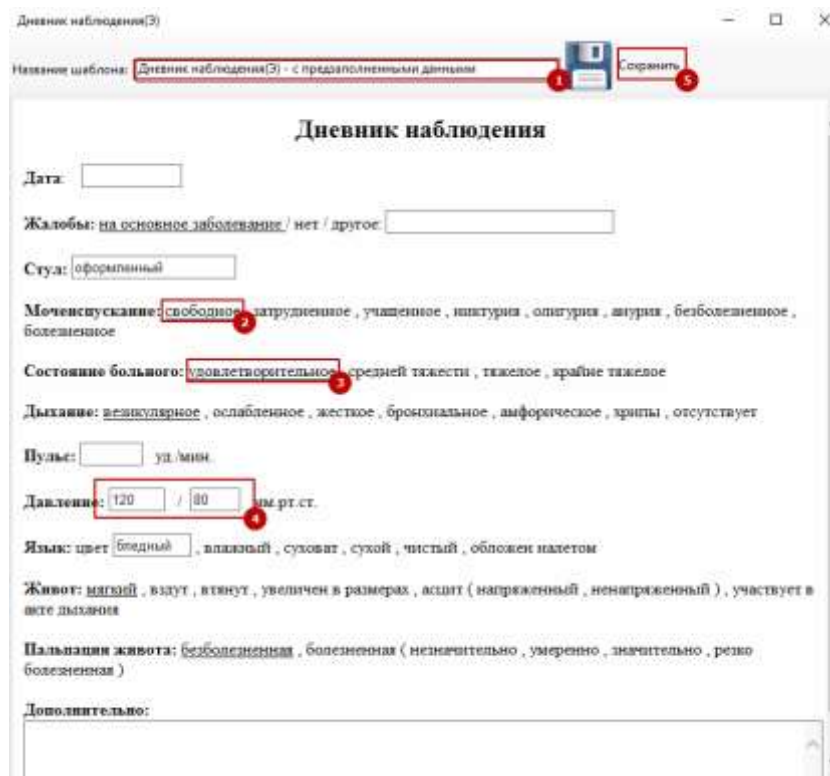 Дневник наблюдения(Э)
Название шаблона: Дневник наблюдения(Э) - с предзаполненными данными 1 Сохранить 5
Дневник наблюдения
Дата:
Жалобы: на основное заболевание / нет / другое:
Стул: оформленный
Мочеиспускание: свободное 2 затрудненное , учащенное , никтурия , олигурия , анурия , безболезненное ,
болезненное
Состояние больного: удовлетворительное 3 средней тяжести , тяжелое , крайне тяжелое
Дыхание: везикулярное , ослабленное , жесткое , бронхиальное , амфорическое , хрипы , отсутствует
Пульс: уд./мин.
Давление: 120 / 80 4 мм.рт.ст.
Язык: цвет бледный , влажный , суховат , сухой , чистый , обложен налетом
Живот: мягкий , вздут , втянут , увеличен в размерах , асцит ( напряженный , ненапряженный ) , участвует в
акте дыхания
Пальпация живота: безболезненная , болезненная ( незначительно , умеренно , значительно , резко
болезненная )
Дополнительно: